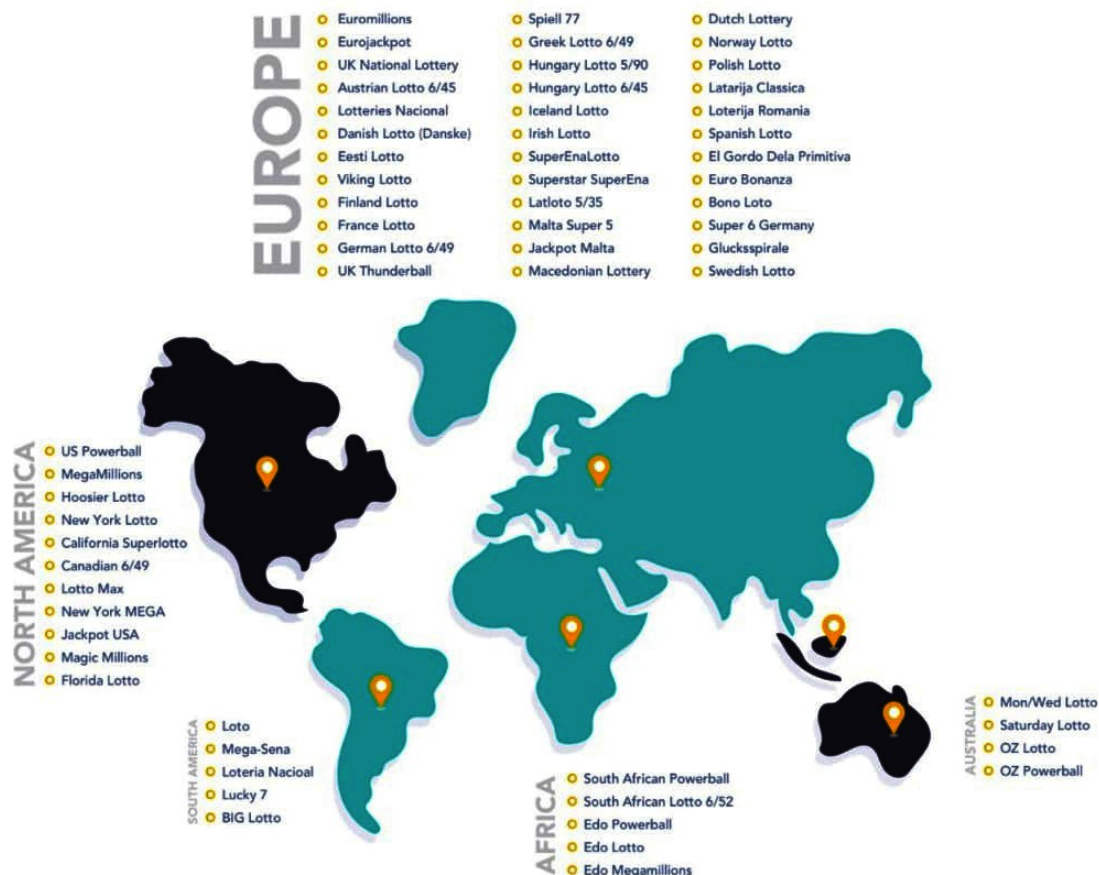 EUROPE
Euromillions
Eurojackpot
UK National Lottery
Austrian Lotto 6/45
Lotteries Nacional
Danish Lotto (Danske)
Eesti Lotto
Viking Lotto
Finland Lotto
France Lotto
German Lotto 6/49
UK Thunderball
Spiell 77
Greek Lotto 6/49
Hungary Lotto 5/90
Hungary Lotto 6/45
Iceland Lotto
Irish Lotto
SuperEnaLotto
Superstar SuperEna
Latloto 5/35
Malta Super 5
Jackpot Malta
Macedonian Lottery
Dutch Lottery
Norway Lotto
Polish Lotto
Latarija Classica
Loterija Romania
Spanish Lotto
El Gordo Dela Primitiva
Euro Bonanza
Bono Loto
Super 6 Germany
Glucksspirale
Swedish Lotto
NORTH AMERICA
US Powerball
MegaMillions
Hoosier Lotto
New York Lotto
California Superlotto
Canadian 6/49
Lotto Max
New York MEGA
Jackpot USA
Magic Millions
Florida Lotto
SOUTH AMERICA
Loto
Mega-Sena
Loteria Nacioal
Lucky 7
BIG Lotto
AFRICA
South African Powerball
South African Lotto 6/52
Edo Powerball
Edo Lotto
Edo Megamillions
AUSTRALIA
Mon/Wed Lotto
Saturday Lotto
OZ Lotto
OZ Powerball